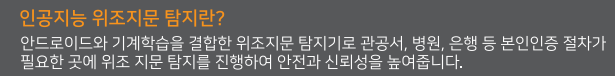 인공지능 위조지문 탐지란?
안드로이드와 기계학습을 결합한 위조지문 탐지기로 관공서, 병원, 은행 등 본인인증 절차가
필요한 곳에 위조 지문 탐지를 진행하여 안전과 신뢰성을 높여줍니다.